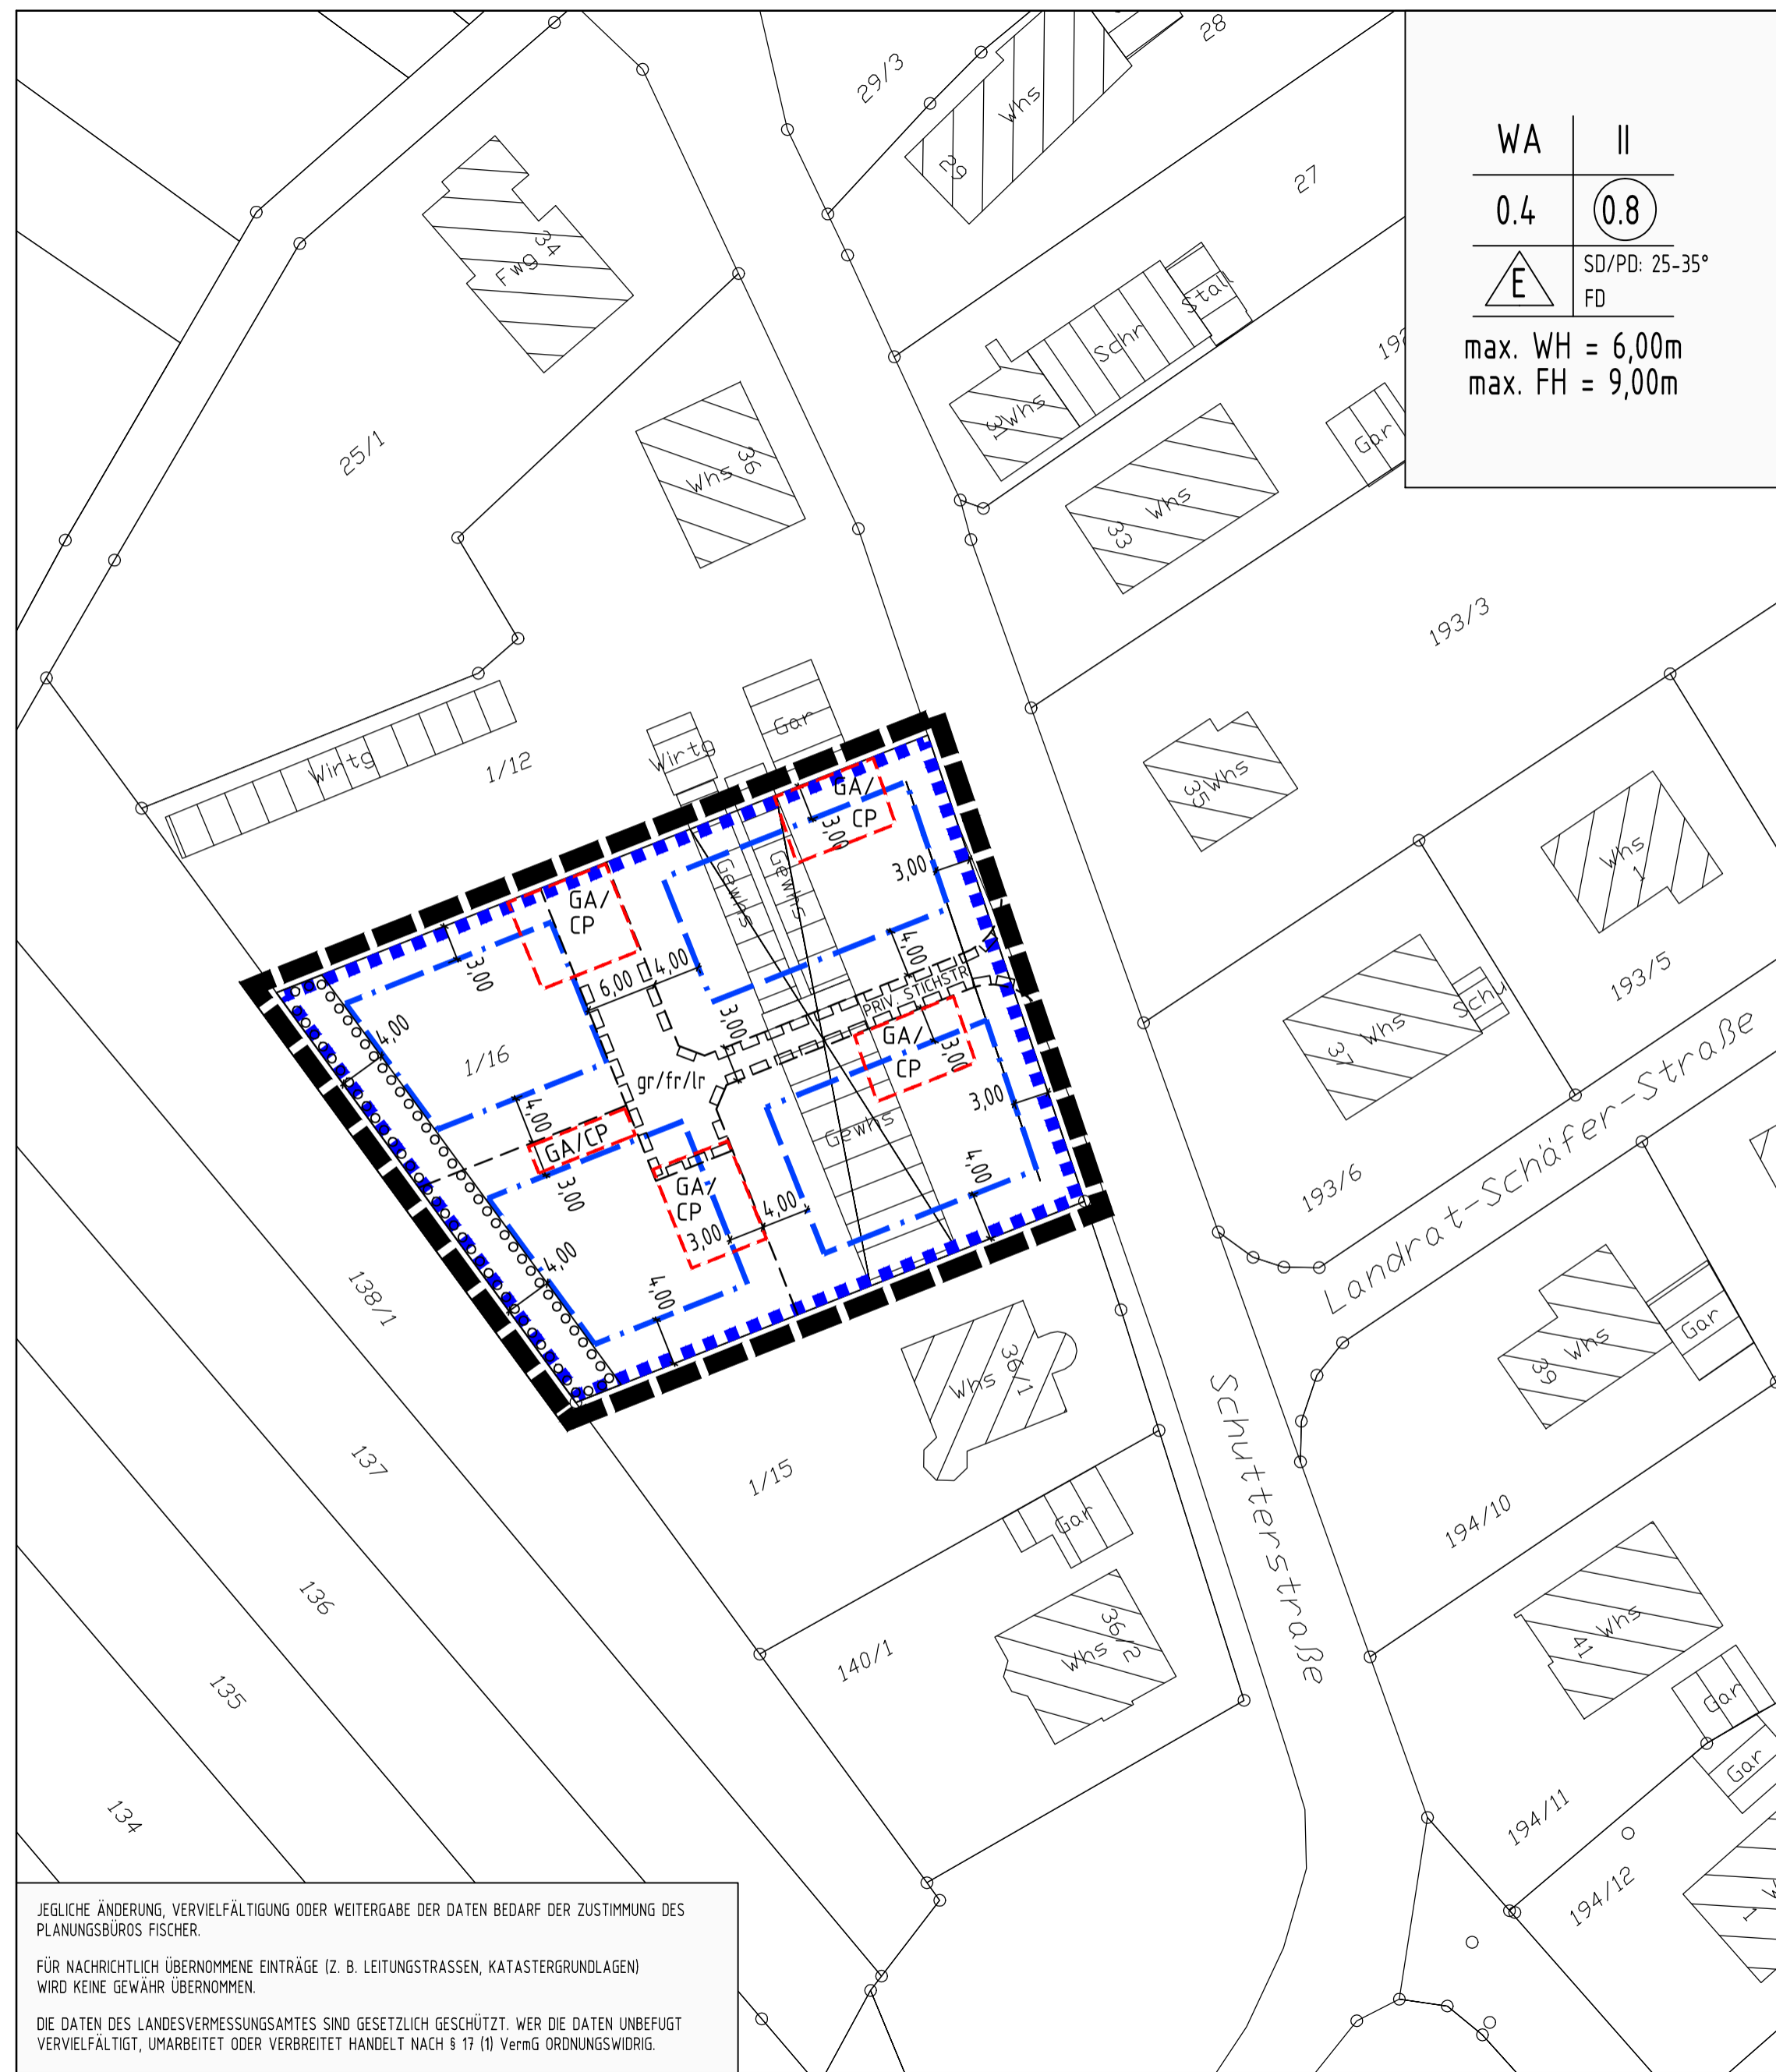 29/3
28
Whs
29
27
WA
II
0.4
0.8
E
SD/PD: 25-35°
FD
max. WH = 6,00m
max. FH = 9,00m
Fwg 34
Stall
Schr
31 Whs
Gar
25/1
Whs 36
33 Whs
193/3
Wirtg
1/12
Wirtg
Gar
35 Whs
Whs
1
GA/
CP
3,00
Gewhs
Gewhs
3,00
GA/
CP
3,00
6,00
4,00
4,00
3,00
PRIV. STICHSTR.
GA/
CP
3,00
4,00
1/16
gr/fr/lr
3,00
4,00
GA/CP
3,00
Gewhs
4,00
GA/
CP
3,00
4,00
4,00
4,00
37 Whs
Schu
193/5
193/6
Landrat-Schäfer-Straße
138/1
Whs 36/1
Gar
39 Whs
137
1/15
Gar
Schutterstraße
194/10
136
140/1
Whs 36/2
41 Whs
135
Gar
Gar
134
194/11
194/12
1
JEGLICHE ÄNDERUNG, VERVIELFÄLTIGUNG ODER WEITERGABE DER DATEN BEDARF DER ZUSTIMMUNG DES
PLANUNGSBÜROS FISCHER.
FÜR NACHRICHTLICH ÜBERNOMMENE EINTRÄGE (Z. B. LEITUNGSTRASSEN, KATASTERGRUNDLAGEN)
WIRD KEINE GEWÄHR ÜBERNOMMEN.
DIE DATEN DES LANDESVERMESSUNGSAMTES SIND GESETZLICH GESCHÜTZT. WER DIE DATEN UNBEFUGT
VERVIELFÄLTIGT, UMARBEITET ODER VERBREITET HANDELT NACH § 17 (1) VermG ORDNUNGSWIDRIG.